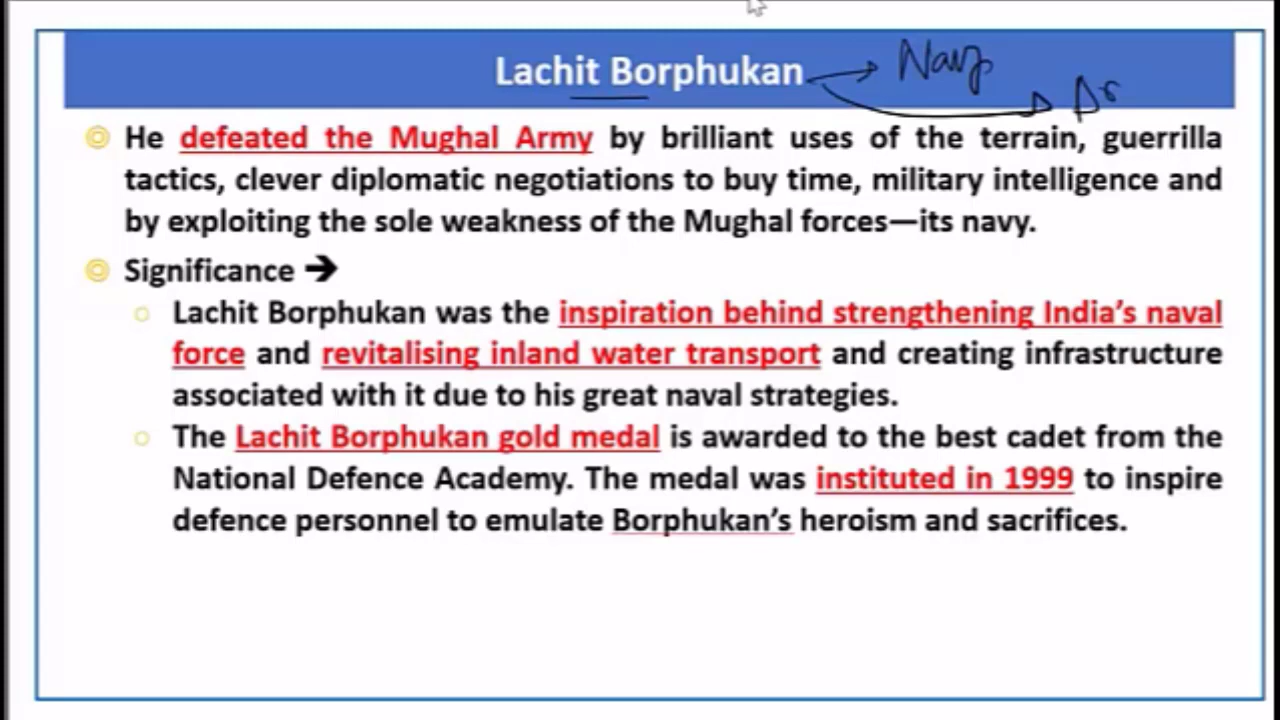 Lachit Borphukan → Navy
He defeated the Mughal Army by brilliant uses of the terrain, guerrilla
tactics, clever diplomatic negotiations to buy time, military intelligence and
by exploiting the sole weakness of the Mughal forces—its navy.
Significance →
Lachit Borphukan was the inspiration behind strengthening India's naval
force and revitalising inland water transport and creating infrastructure
associated with it due to his great naval strategies.
The Lachit Borphukan gold medal is awarded to the best cadet from the
National Defence Academy. The medal was instituted in 1999 to inspire
defence personnel to emulate Borphukan's heroism and sacrifices.